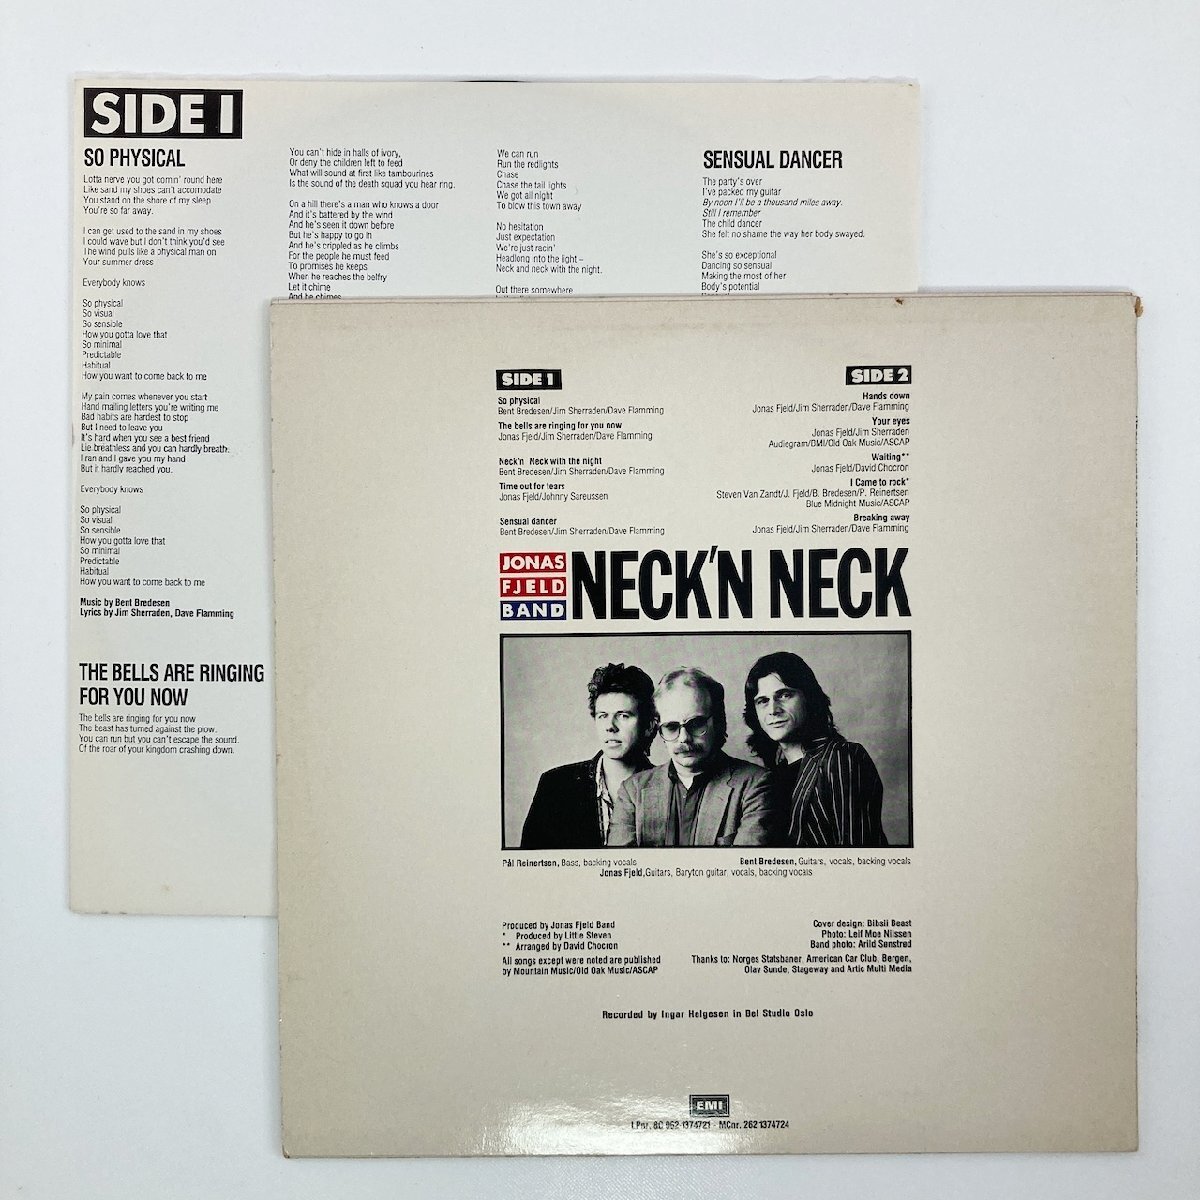 SIDE I
SO PHYSICAL
Lotta nerve you got comin' round here
Like sand my shoes can't accomodate
You stand on the shore of my sleep
You're so far away.
I can get used to the sand in my shoes
I could wave but I don't think you'd see
The wind pulls like a physical man on
Your summer dress
Everybody knows
So physical
So visual
So sensible
How you gotta love that
So minimal
Predictable
Habitual
How you want to come back to me
My pain comes whenever you start
Hand mailing letters you're writing me
Bad habits are hardest to stop
But I need to leave you
It's hard when you see a best friend
Lie breathless and you can hardly breathe
I ran and I gave you my hand
But it hardly reached you.
Everybody knows
So physical
So visual
So sensible
How you gotta love that
So minimal
Predictable
Habitual
How you want to come back to me
Music by Bent Bredesen,
Lyrics by Jim Sherraden, Dave Flamming
THE BELLS ARE RINGING
FOR YOU NOW
The bells are ringing for you now
The beast has turned against the plow.
You can run but you can't escape the sound.
Of the roar of your kingdom crashing down.
You can't hide in halls of ivory,
Or deny the children left to feed
What will sound at first like tambourines
Is the sound of the death squad you hear ring.
On a hill there's a man who knows a door
And it's battered by the wind
And he's seen it down before
But he's happy to go in
And he's crippled as he climbs
For the people he must feed
To promises he keeps
When he reaches the belfry
Let it chime
And he chimes
We can run
Run the redlights
Chase
Chase the tail lights
We got all night
To blow this town away
No hesitation
Just expectation
We're just racin'
Headlong into the light –
Neck and neck with the night.
Out there somewhere
SENSUAL DANCER
The party's over
I've packed my guitar
By noon I'll be a thousand miles away.
Still I remember
The child dancer
She felt no shame the way her body swayed.
She's so exceptional
Dancing so sensual
Making the most of her
Body's potential
SIDE 1
So physical
Bent Bredesen/Jim Sherraden/Dave Flamming
The bells are ringing for you now
Jonas Fjeld/Jim Sherraden/Dave Flamming
Neck'n Neck with the night
Bent Bredesen/Jim Sherraden/Dave Flamming
Time out for tears
Jonas Fjeld/Johnny Sareussen
Sensual dancer
Bent Bredesen/Jim Sherraden/Dave Flamming
SIDE 2
Hands down
Jonas Fjeld/Jim Sherraden/Dave Flamming
Your eyes
Jonas Fjeld/Jim Sherraden
Audiogram/BMI/Old Oak Music/ASCAP
Waiting**
Jonas Fjeld/David Chocron
I Came to rock*
Steven Van Zandt/J. Fjeld/B. Bredesen/P. Reinertsen
Blue Midnight Music/ASCAP
Breaking away
Jonas Fjeld/Jim Sherraden/Dave Flamming
JONAS
FJELD
BAND
NECK'N NECK
Pål Reinertsen, Bass, backing vocals
Bent Bredesen, Guitars, vocals, backing vocals
Jonas Fjeld, Guitars, Baryton guitar, vocals, backing vocals
Produced by Jonas Fjeld Band
* Produced by Little Steven
** Arranged by David Chocron
All songs except were noted are published
by Mountain Music/Old Oak Music/ASCAP
Cover design: Bibsli Beast
Photo: Leif Moe Nilssen
Band photo: Arild Sønstrød
Thanks to: Norges Statsbaner, American Car Club, Bergen,
Olav Sunde, Stageway and Artic Multi Media
Recorded by Ingar Helgesen in Bel Studio Oslo
EMI
LPnr. 8C 062-1374721 - MCnr. 262 1374724